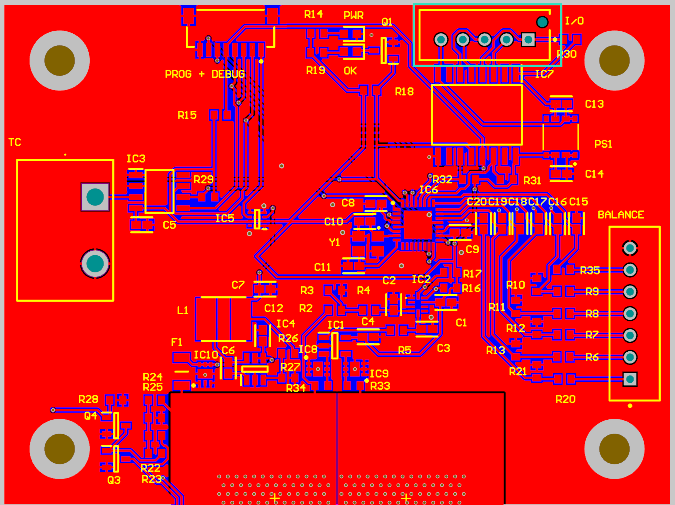 R14 PWR Q1 I/O
R30
PROG + DEBUG R19 OK IC7
R18
C13
R15
TC PS1
IC3
C14
R29 R32 R31
IC6
C8 C20 C19 C18 C17 C16 C15
IC5 C10 BALANCE
C5
Y1
C9
C11 IC2 R35
R17
C7 R3 R4 C2 R16 R10 R9
L1 C12 R2 R11 R8
IC4 IC1 C4 C1 R12
R26 R7
F1 IC10 C6 IC8 R5 C3 R13 R6
R27 IC9 R21
R24
R25 R34 R33
R28 R20
Q4
R22
Q3 R23